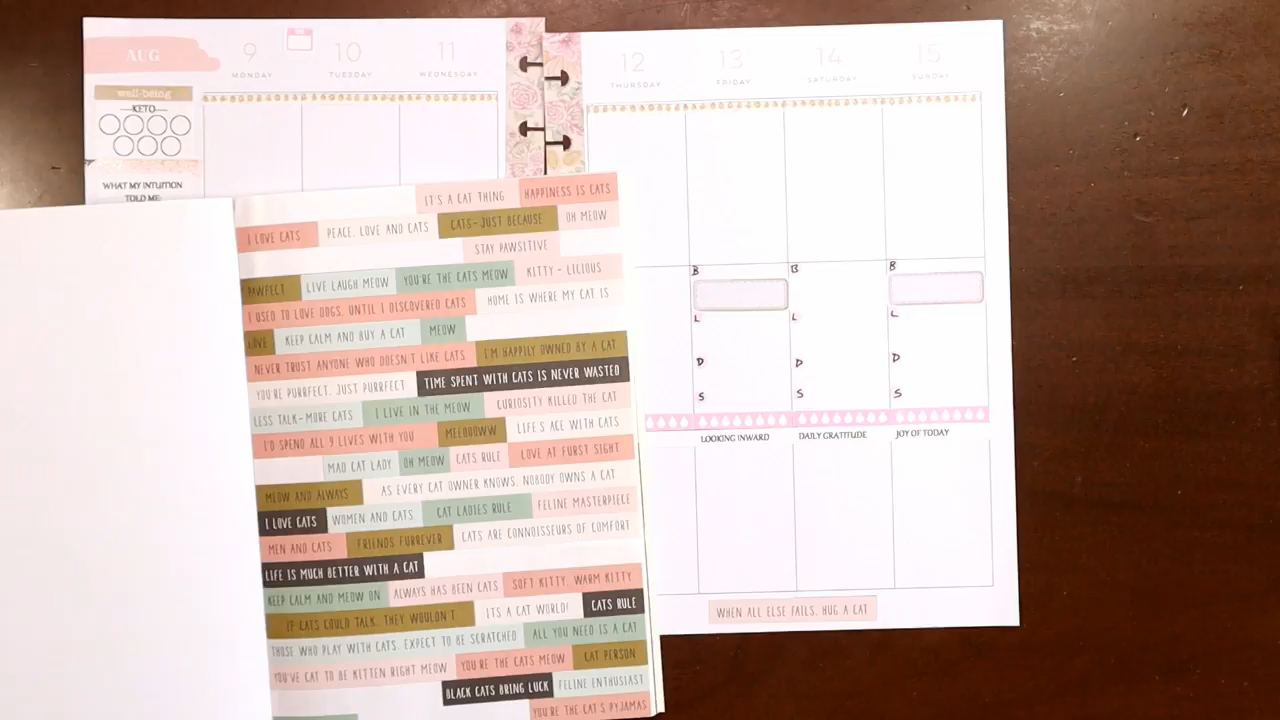 AUG
9 10 11
MONDAY TUESDAY WEDNESDAY
12 13 14 15
THURSDAY FRIDAY SATURDAY SUNDAY
well-being
KETO
WHAT MY INTUITION
TOLD ME:
B B B
L L L
D D D
S S S
LOOKING INWARD DAILY GRATITUDE JOY OF TODAY
WHEN ALL ELSE FAILS, HUG A CAT
IT'S A CAT THING HAPPINESS IS CATS
I LOVE CATS PEACE, LOVE AND CATS CATS-JUST BECAUSE OH MEOW
STAY PAWSITIVE
PAWFECT LIVE LAUGH MEOW YOU'RE THE CATS MEOW KITTY - LICIOUS
I USED TO LOVE DOGS, UNTIL I DISCOVERED CATS HOME IS WHERE MY CAT IS
LOVE KEEP CALM AND BUY A CAT MEOW
NEVER TRUST ANYONE WHO DOESN'T LIKE CATS I'M HAPPILY OWNED BY A CAT
YOU'RE PURRFECT, JUST PURRFECT TIME SPENT WITH CATS IS NEVER WASTED
LESS TALK-MORE CATS I LIVE IN THE MEOW CURIOSITY KILLED THE CAT
I'D SPEND ALL 9 LIVES WITH YOU MEEOOWW LIFE'S ACE WITH CATS
MAD CAT LADY OH MEOW CATS RULE LOVE AT FURST SIGHT
MEOW AND ALWAYS AS EVERY CAT OWNER KNOWS, NOBODY OWNS A CAT
I LOVE CATS WOMEN AND CATS CAT LADIES RULE FELINE MASTERPIECE
MEN AND CATS FRIENDS FURREVER CATS ARE CONNOISSEURS OF COMFORT
LIFE IS MUCH BETTER WITH A CAT
KEEP CALM AND MEOW ON ALWAYS HAS BEEN CATS SOFT KITTY, WARM KITTY
IF CATS COULD TALK, THEY WOULDN'T ITS A CAT WORLD! CATS RULE
THOSE WHO PLAY WITH CATS, EXPECT TO BE SCRATCHED ALL YOU NEED IS A CAT
YOU'VE CAT TO BE KITTEN RIGHT MEOW YOU'RE THE CATS MEOW CAT PERSON
BLACK CATS BRING LUCK FELINE ENTHUSIAST
YOU'RE THE CAT'S PYJAMAS